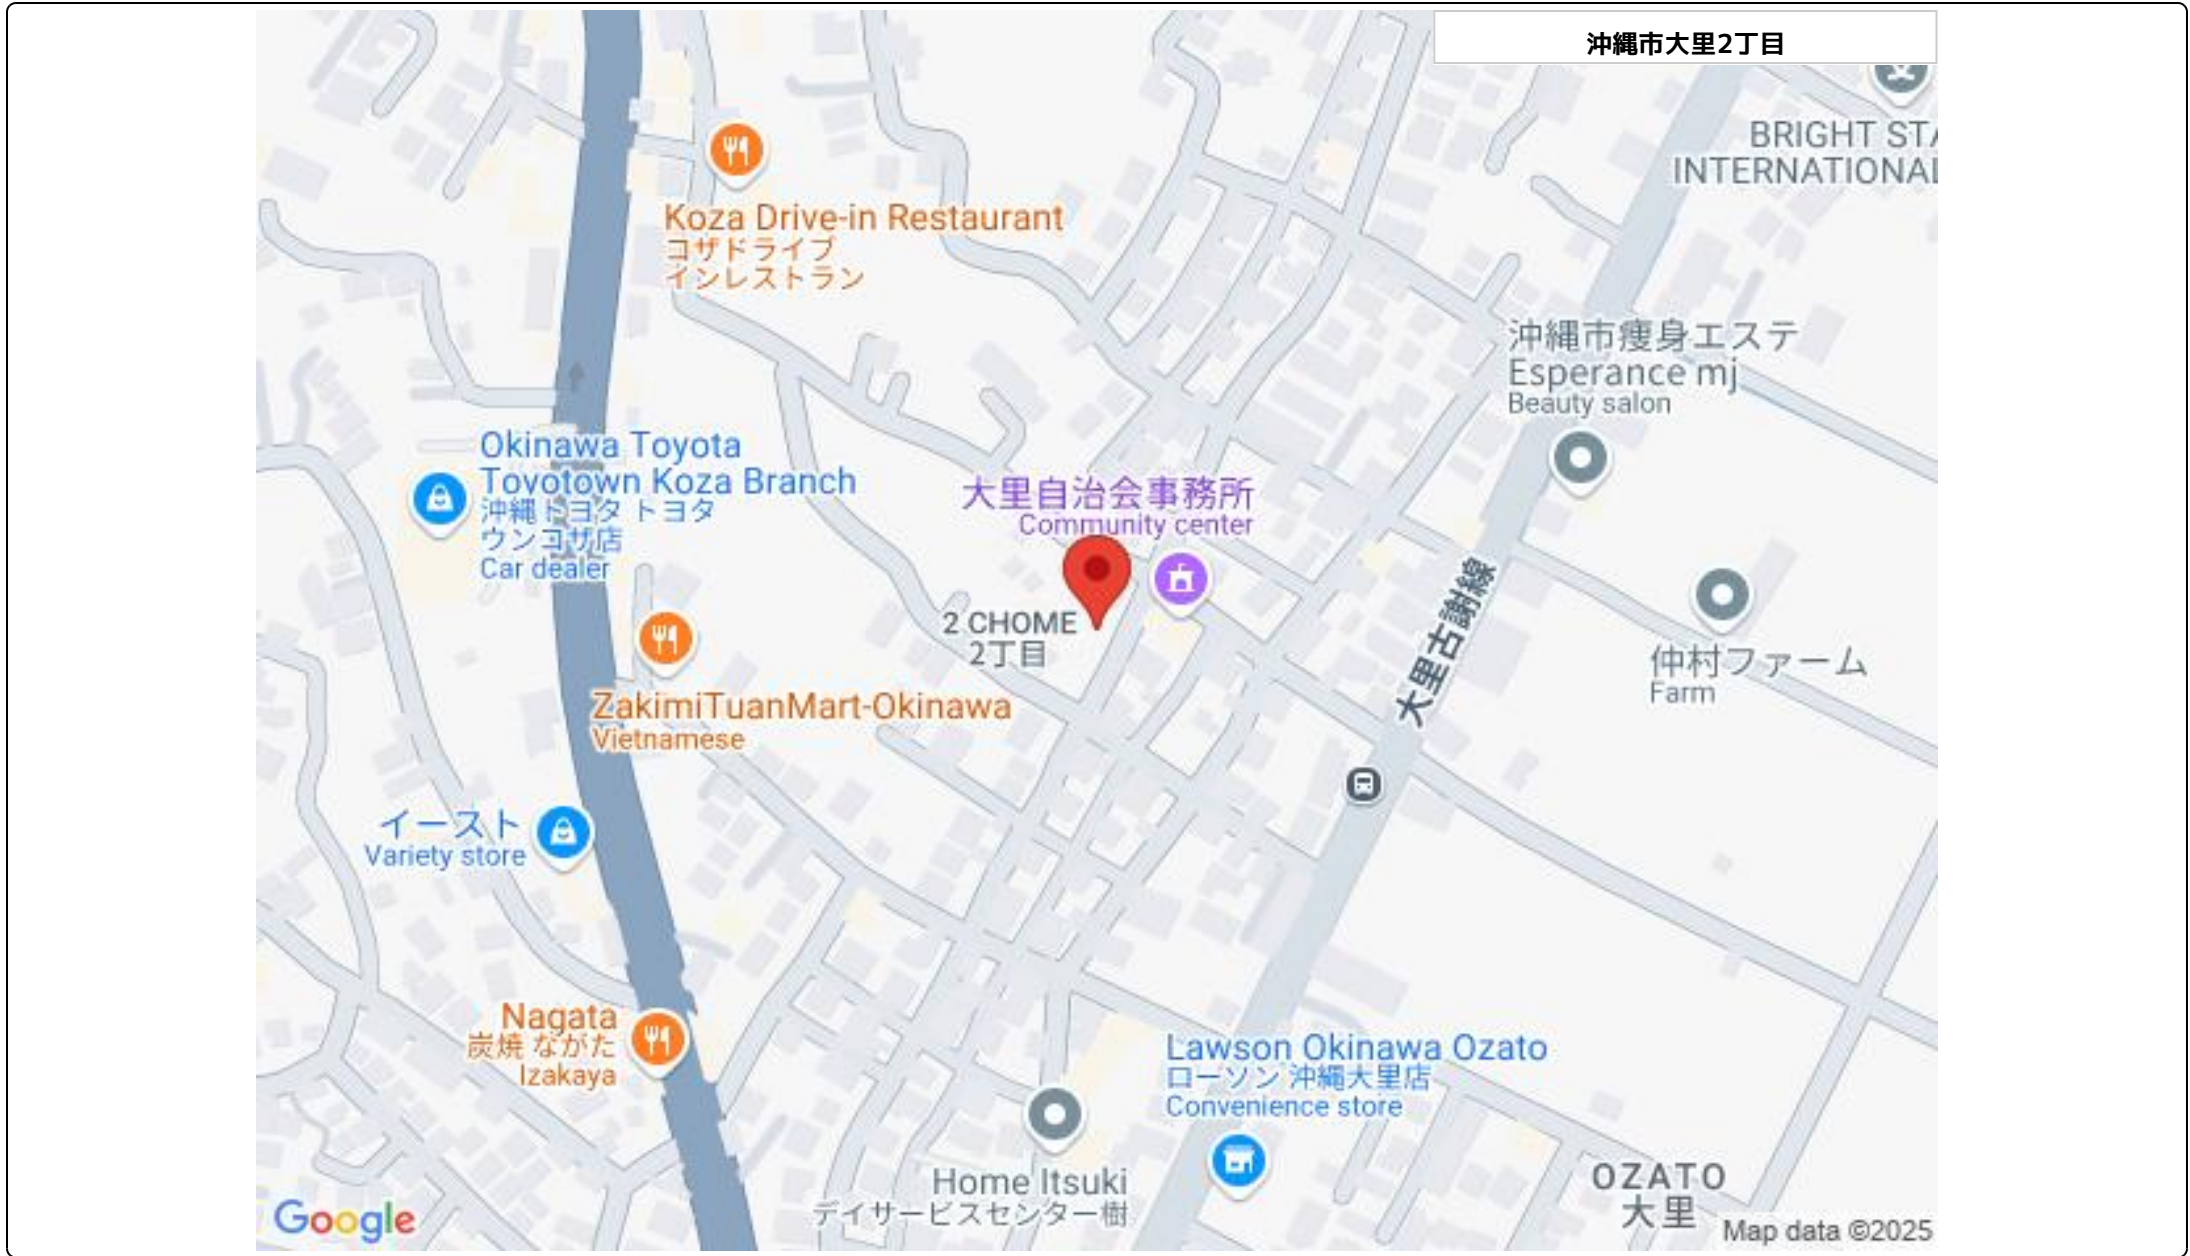 沖縄市大里2丁目
BRIGHT STA
INTERNATIONAL
Koza Drive-in Restaurant
コザドライブ
インレストラン
沖縄市痩身エステ
Esperance mj
Beauty salon
Okinawa Toyota
Toyotown Koza Branch
沖縄トヨタ トヨタ
ウンコザ店
Car dealer
大里自治会事務所
Community center
2 CHOME
2丁目
大里古謝線
仲村ファーム
Farm
ZakimiTuanMart-Okinawa
Vietnamese
イースト
Variety store
Nagata
炭焼 ながた
Izakaya
Lawson Okinawa Ozato
ローソン 沖縄大里店
Convenience store
Home Itsuki
デイサービスセンター樹
OZATO
大里
Google
Map data ©2025